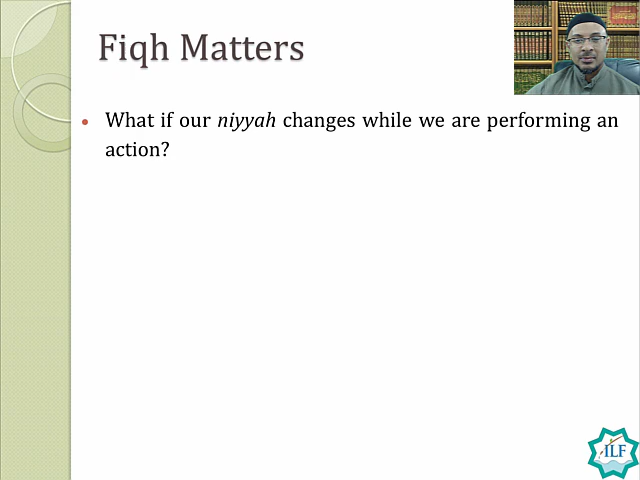 Fiqh Matters
• What if our niyyah changes while we are performing an
action?
ILF